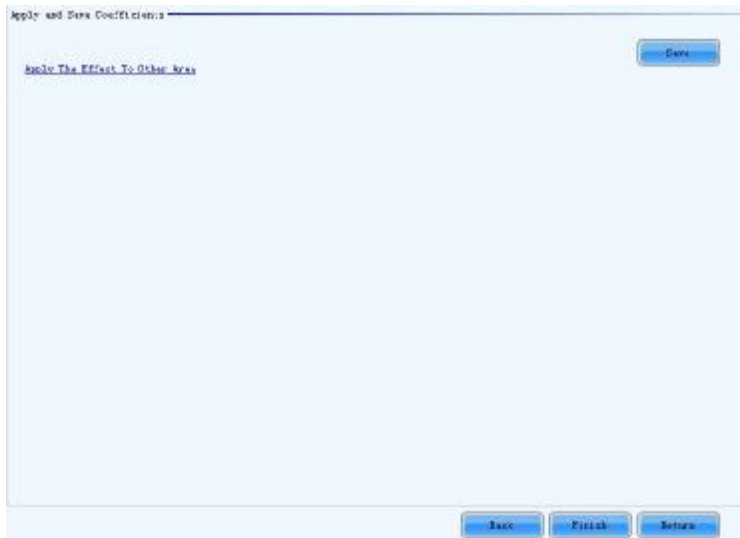 Apply and Save Coefficients
Save
Apply The Effect To Other Area
Back
Finish
Return